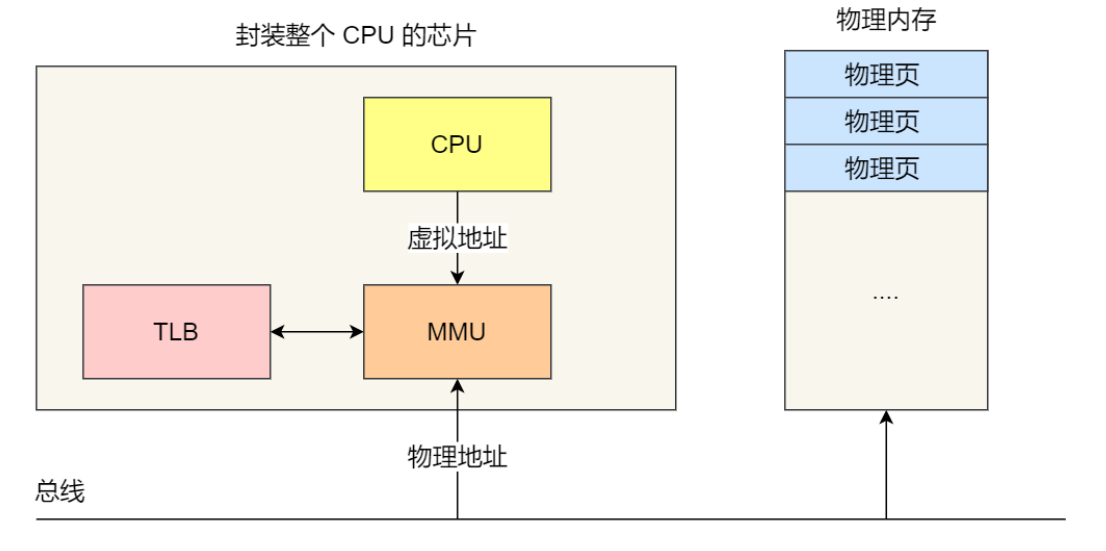 封装整个 CPU 的芯片
物理内存
物理页
物理页
物理页
CPU
虚拟地址
TLB
MMU
....
物理地址
总线